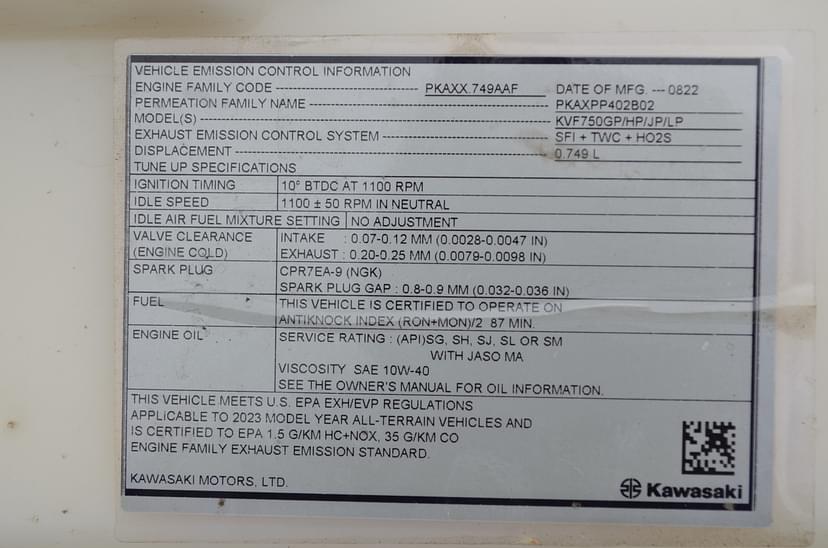 VEHICLE EMISSION CONTROL INFORMATION
ENGINE FAMILY CODE ---------------------------- PKAXX.749AAF DATE OF MFG. ---0822
PERMEATION FAMILY NAME ------------------------------------------------ PKAXPP402B02
MODEL(S) ---------------------------------------------------------------------- KVF750GP/HP/JP/LP
EXHAUST EMISSION CONTROL SYSTEM --------------------------------- SFI + TWC + HO2S
DISPLACEMENT -------------------------------------------------------------- 0.749 L
TUNE UP SPECIFICATIONS
IGNITION TIMING 10° BTDC AT 1100 RPM
IDLE SPEED 1100 ± 50 RPM IN NEUTRAL
IDLE AIR FUEL MIXTURE SETTING NO ADJUSTMENT
VALVE CLEARANCE INTAKE : 0.07-0.12 MM (0.0028-0.0047 IN)
(ENGINE COLD) EXHAUST : 0.20-0.25 MM (0.0079-0.0098 IN)
SPARK PLUG CPR7EA-9 (NGK)
SPARK PLUG GAP : 0.8-0.9 MM (0.032-0.036 IN)
FUEL THIS VEHICLE IS CERTIFIED TO OPERATE ON
ANTIKNOCK INDEX (RON+MON)/2 87 MIN.
ENGINE OIL SERVICE RATING : (API)SG, SH, SJ, SL OR SM
WITH JASO MA
VISCOSITY SAE 10W-40
SEE THE OWNER'S MANUAL FOR OIL INFORMATION.
THIS VEHICLE MEETS U.S. EPA EXH/EVP REGULATIONS
APPLICABLE TO 2023 MODEL YEAR ALL-TERRAIN VEHICLES AND
IS CERTIFIED TO EPA 1.5 G/KM HC+NOX, 35 G/KM CO
ENGINE FAMILY EXHAUST EMISSION STANDARD.
KAWASAKI MOTORS, LTD.
Kawasaki